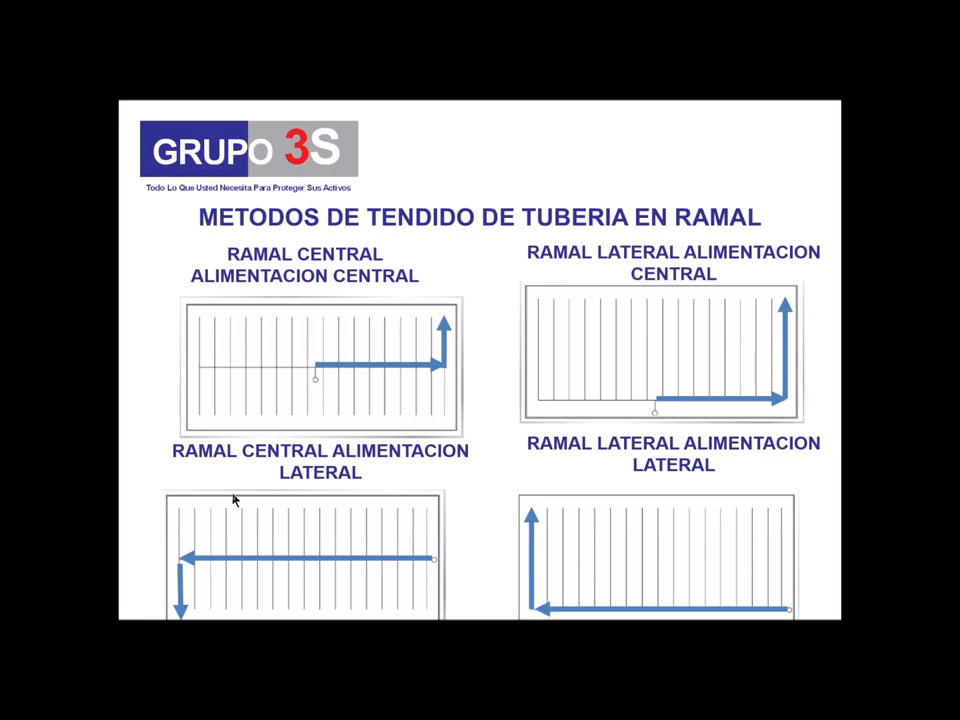 GRUPO 3S
Todo Lo Que Usted Necesita Para Proteger Sus Activos
METODOS DE TENDIDO DE TUBERIA EN RAMAL
RAMAL CENTRAL
ALIMENTACION CENTRAL
RAMAL LATERAL ALIMENTACION
CENTRAL
RAMAL CENTRAL ALIMENTACION
LATERAL
RAMAL LATERAL ALIMENTACION
LATERAL